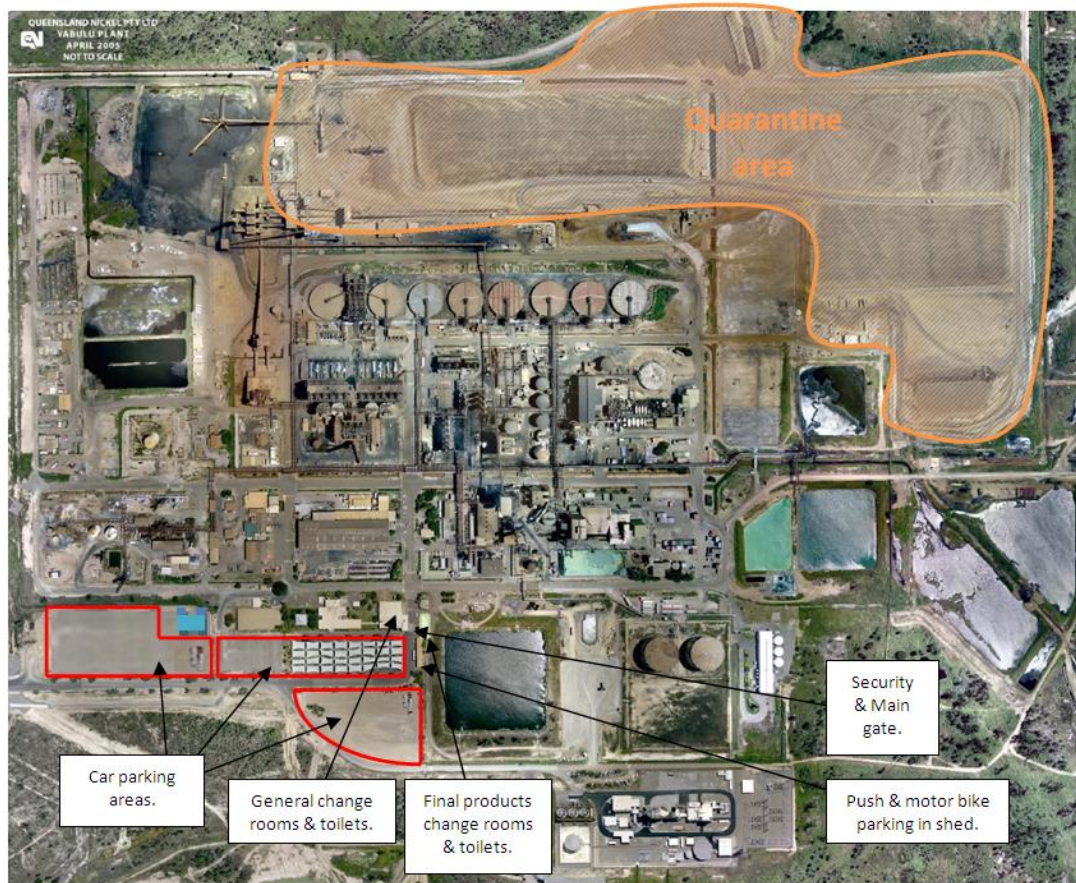 QUEENSLAND NICKEL PTY LTD
YABULU PLANT
APRIL 2005
NOT TO SCALE
Quarantine
area
Security
& Main
gate.
Car parking
areas.
General change
rooms & toilets.
Final products
change rooms
& toilets.
Push & motor bike
parking in shed.